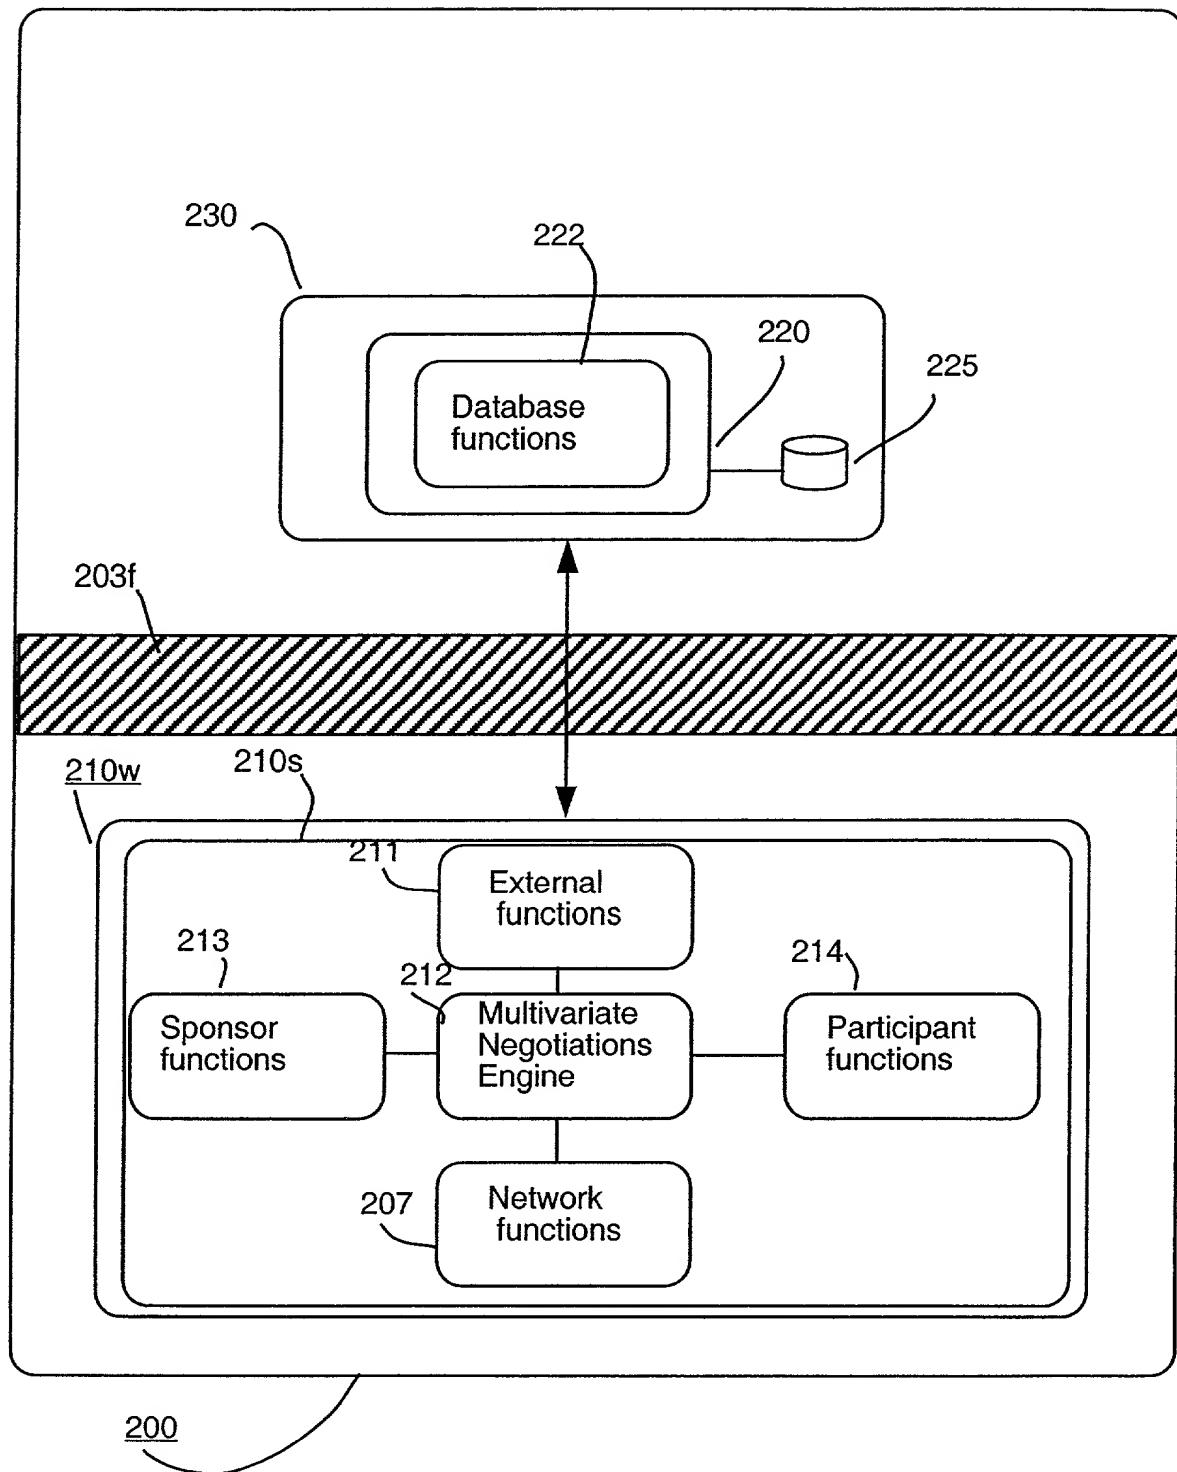 230
222
220
225
Database
functions
203f
210w
210s
211
External
functions
213
212
214
Sponsor
functions
Multivariate
Negotiations
Engine
Participant
functions
207
Network
functions
200